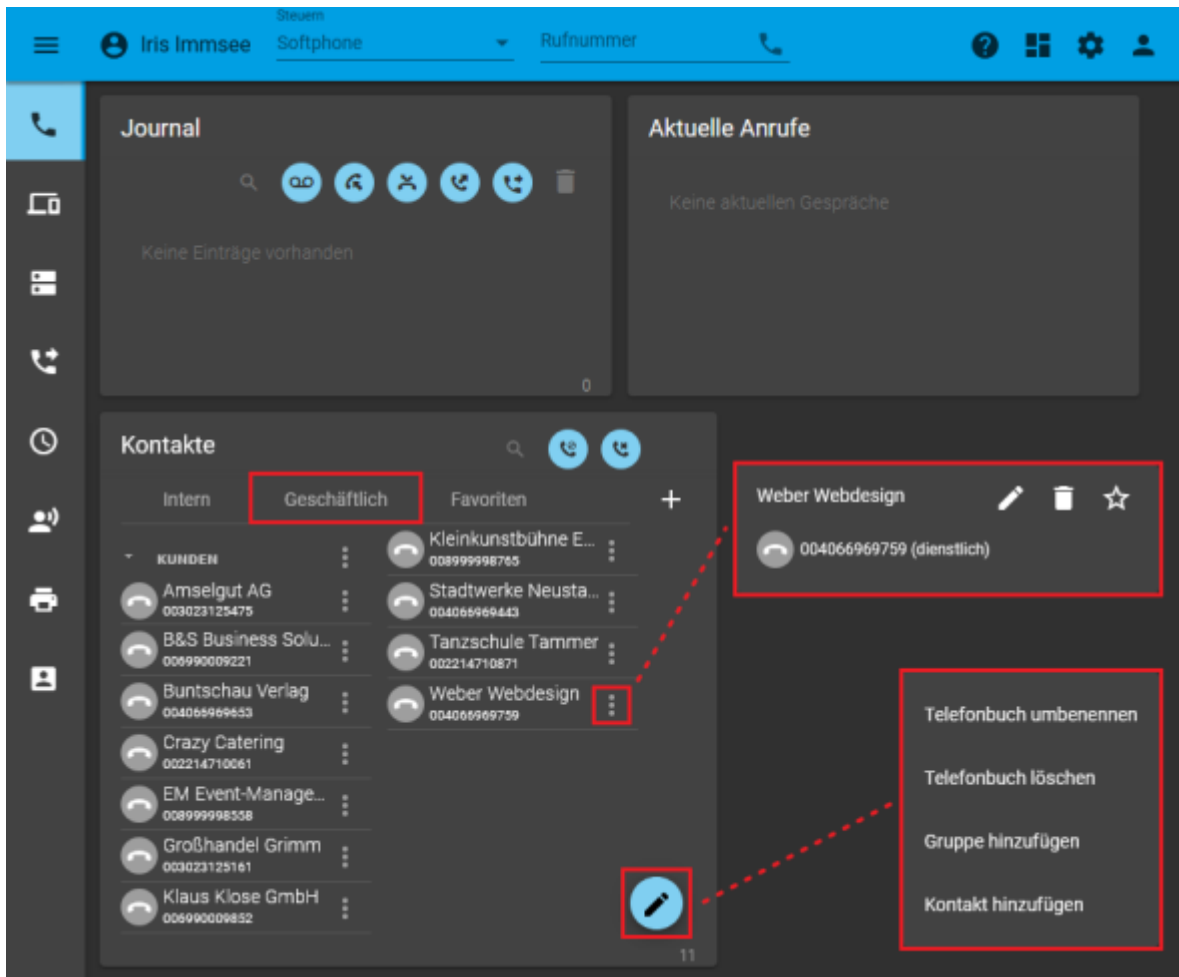 Steuern
Iris Immsee
Softphone
Rufnummer
Journal
Keine Einträge vorhanden
0
Aktuelle Anrufe
Keine aktuellen Gespräche
Kontakte
Intern
Geschäftlich
Favoriten
KUNDEN
Amselgut AG
003023125475
B&S Business Solu...
006990009221
Buntschau Verlag
004066969653
Crazy Catering
002214710061
EM Event-Manage...
008999998558
Großhandel Grimm
003023125161
Klaus Klose GmbH
006990009852
Kleinkunstbühne E...
008999998765
Stadtwerke Neusta...
004066969443
Tanzschule Tammer
002214710871
Weber Webdesign
004066969759
11
Weber Webdesign
004066969759 (dienstlich)
Telefonbuch umbenennen
Telefonbuch löschen
Gruppe hinzufügen
Kontakt hinzufügen